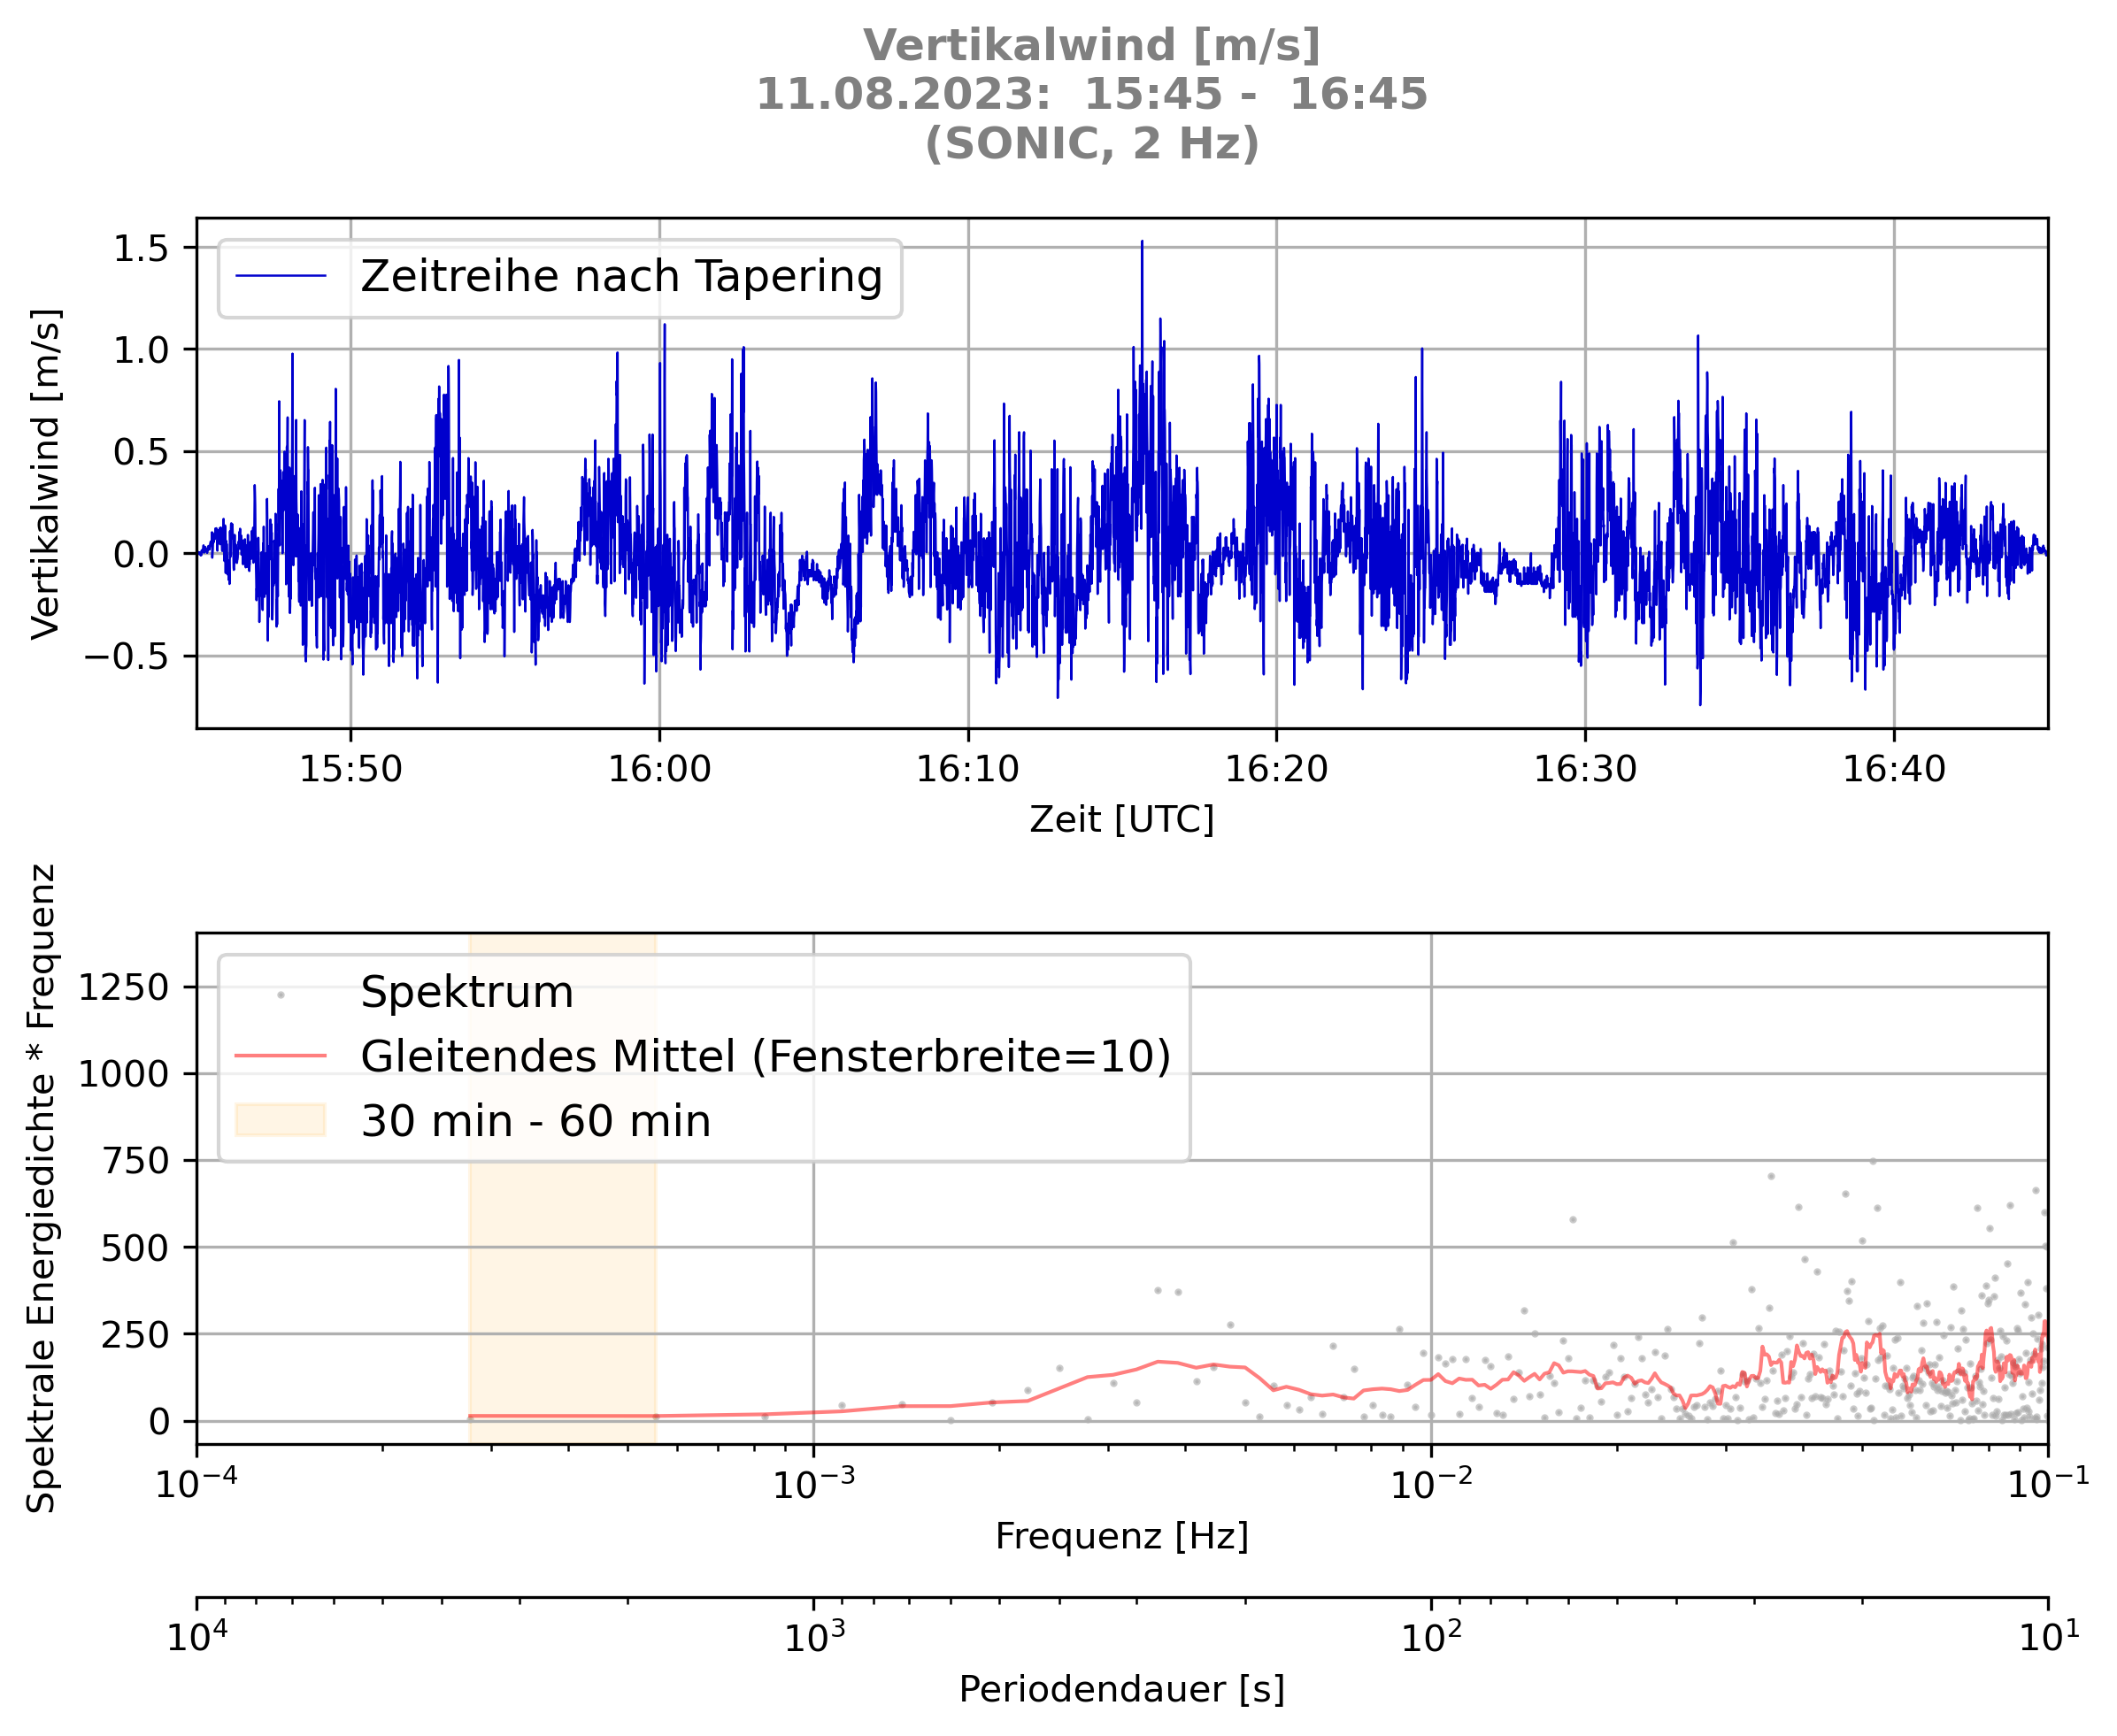 Vertikalwind [m/s]
11.08.2023:  15:45 -  16:45
(SONIC, 2 Hz)
Vertikalwind [m/s]
1.5
1.0
0.5
0.0
−0.5
Zeitreihe nach Tapering
15:50 16:00 16:10 16:20 16:30 16:40
Zeit [UTC]
Spektrale Energiedichte * Frequenz
1250
1000
750
500
250
0
Spektrum
Gleitendes Mittel (Fensterbreite=10)
30 min - 60 min
10⁻⁴ 10⁻³ 10⁻² 10⁻¹
Frequenz [Hz]
10⁴ 10³ 10² 10¹
Periodendauer [s]